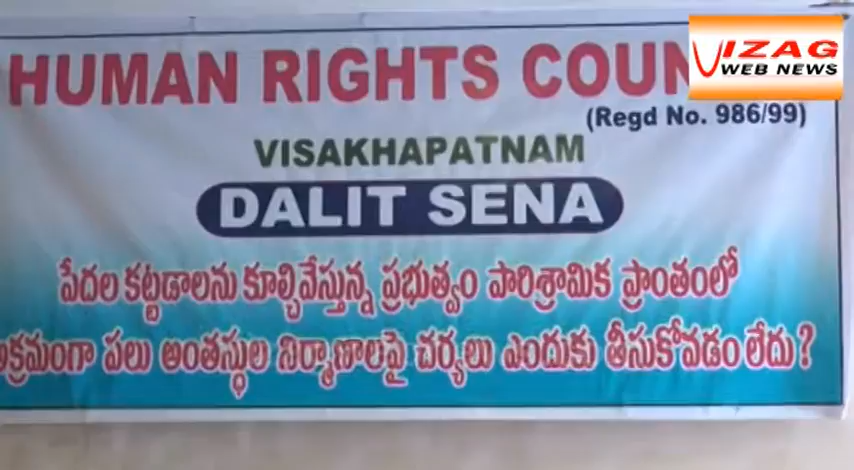 HUMAN RIGHTS COUN
VIZAG
WEB NEWS
(Regd No. 986/99)
VISAKHAPATNAM
DALIT SENA
పేదల కట్టడాలను కూల్చివేస్తున్న ప్రభుత్వం పారిశ్రామిక ప్రాంతంలో
అక్రమంగా పలు అంతస్థుల నిర్మాణాలపై చర్యలు ఎందుకు తీసుకోవడం లేదు?